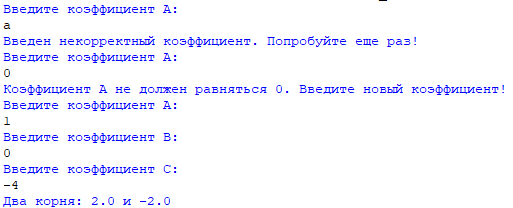 Введите коэффициент A:
a
Введен некорректный коэффициент. Попробуйте еще раз!
Введите коэффициент A:
0
Коэффициент A не должен равняться 0. Введите новый коэффициент!
Введите коэффициент A:
1
Введите коэффициент B:
0
Введите коэффициент C:
-4
Два корня: 2.0 и -2.0